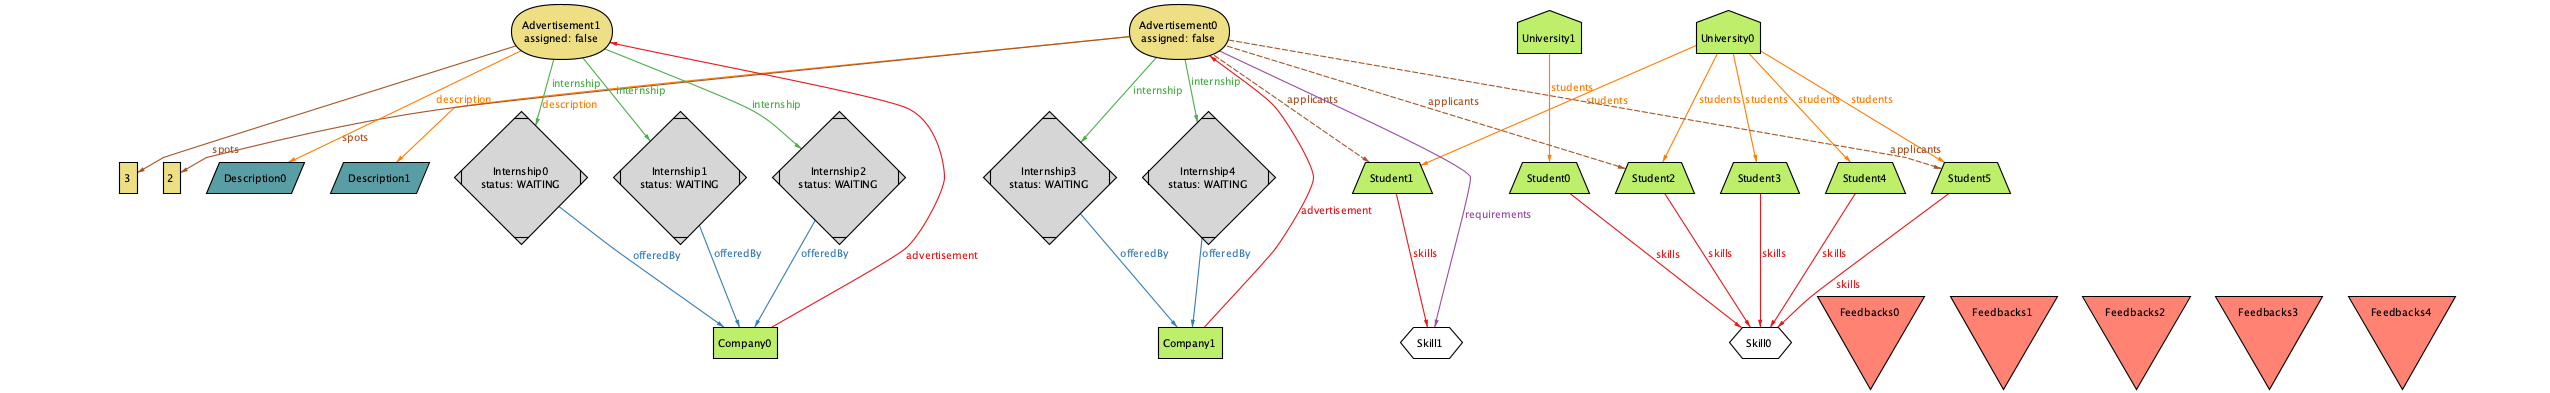 Advertisement1
assigned: false
Advertisement0
assigned: false
University1
University0
internship
internship
internship
description
description
internship
internship
applicants
applicants
students
students
students
students
students
students
spots
spots
applicants
3
2
Description0
Description1
Internship0
status: WAITING
Internship1
status: WAITING
Internship2
status: WAITING
Internship3
status: WAITING
Internship4
status: WAITING
Student1
Student0
Student2
Student3
Student4
Student5
advertisement
requirements
offeredBy
offeredBy
offeredBy
advertisement
offeredBy
offeredBy
skills
skills
skills
skills
skills
skills
Company0
Company1
Skill1
Skill0
Feedbacks0
Feedbacks1
Feedbacks2
Feedbacks3
Feedbacks4